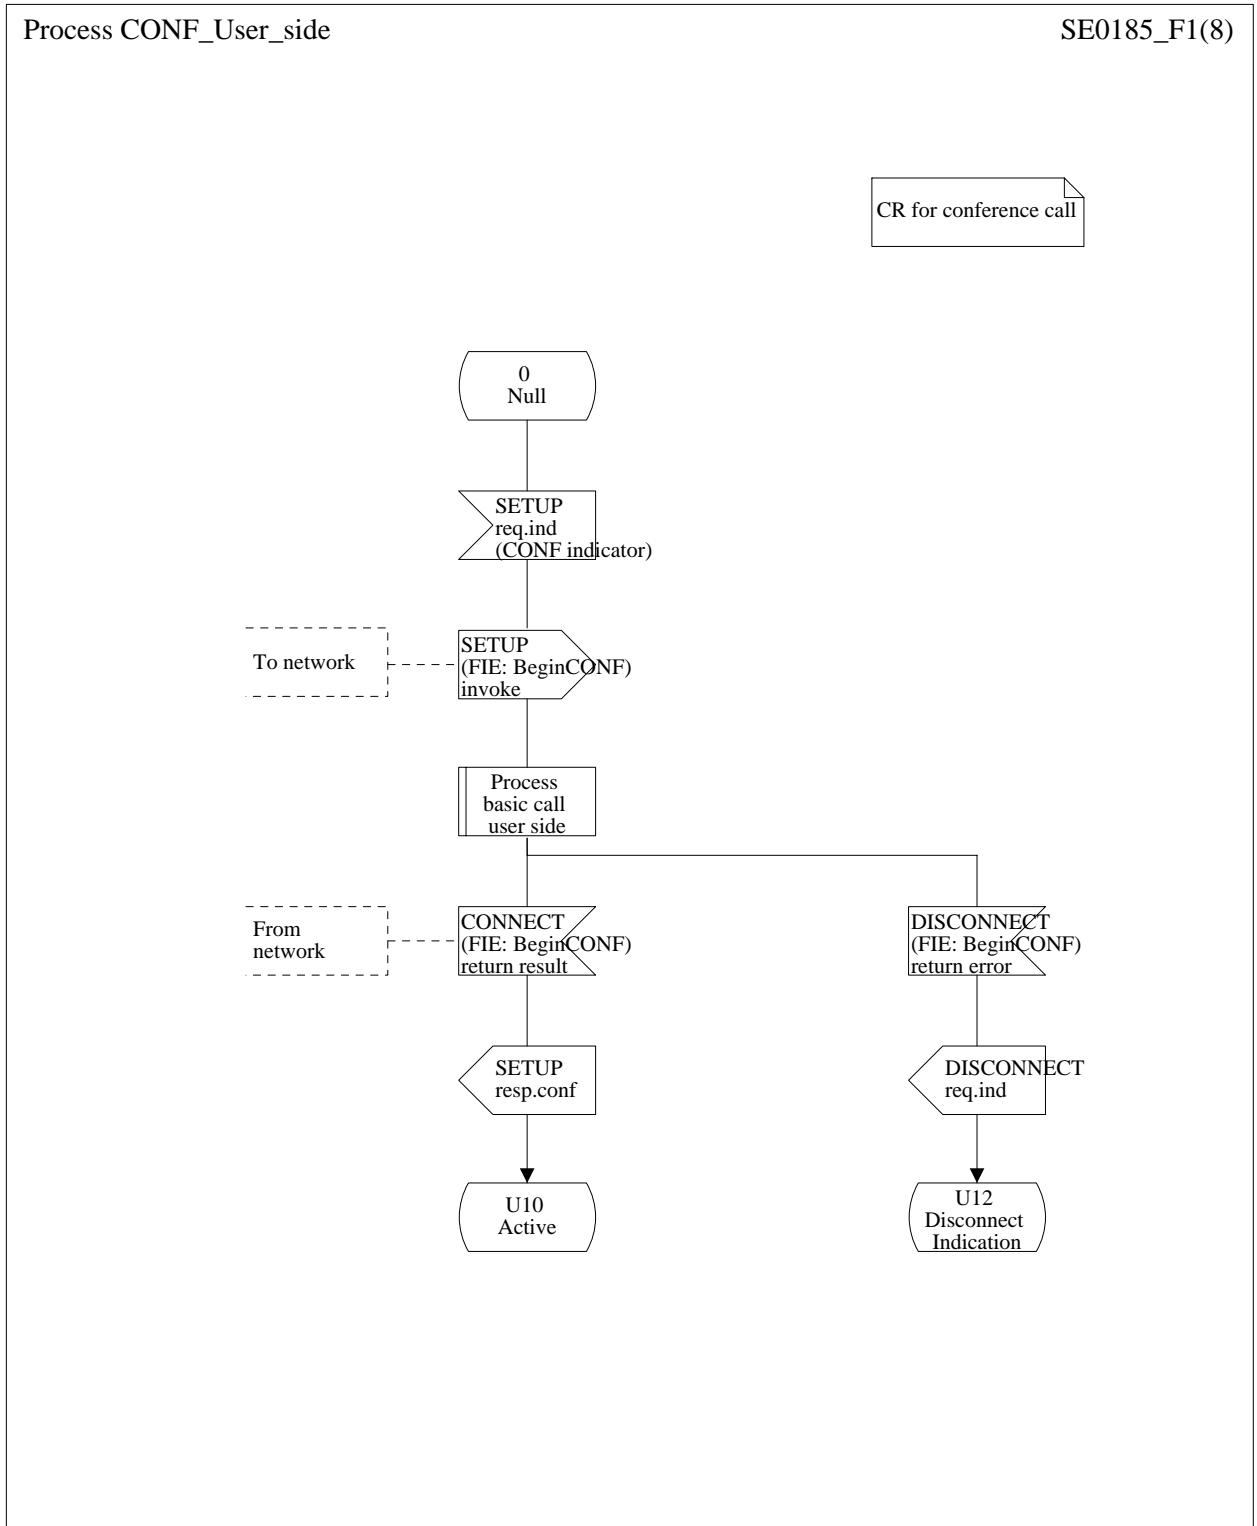 Process CONF_User_side
SE0185_F1(8)
CR for conference call
0
Null
SETUP
req.ind
(CONF indicator)
To network
SETUP
(FIE: BeginCONF)
invoke
Process
basic call
user side
From
network
CONNECT
(FIE: BeginCONF)
return result
DISCONNECT
(FIE: BeginCONF)
return error
SETUP
resp.conf
DISCONNECT
req.ind
U10
Active
U12
Disconnect
Indication